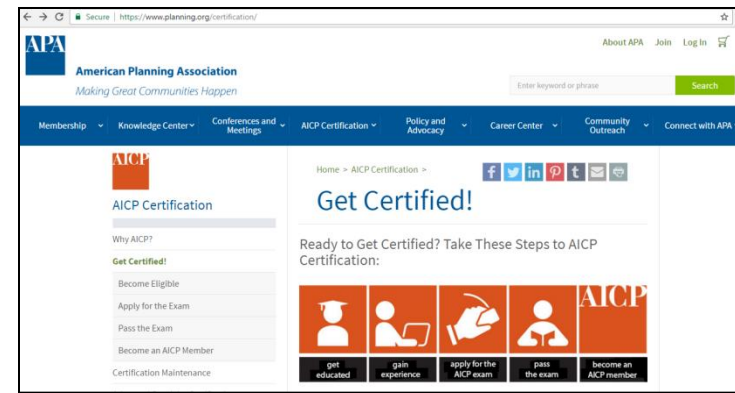 Secure | https://www.planning.org/certification/
APA
About APA Join Log In
American Planning Association
Making Great Communities Happen
Enter keyword or phrase
Search
Membership
Knowledge Center
Conferences and Meetings
AICP Certification
Policy and Advocacy
Career Center
Community Outreach
Connect with APA
AICP
AICP Certification
Why AICP?
Get Certified!
Become Eligible
Apply for the Exam
Pass the Exam
Become an AICP Member
Certification Maintenance
Home > AICP Certification >
Get Certified!
Ready to Get Certified? Take These Steps to AICP
Certification:
AICP
get
educated
gain
experience
apply for the
AICP exam
pass
the exam
become an
AICP member